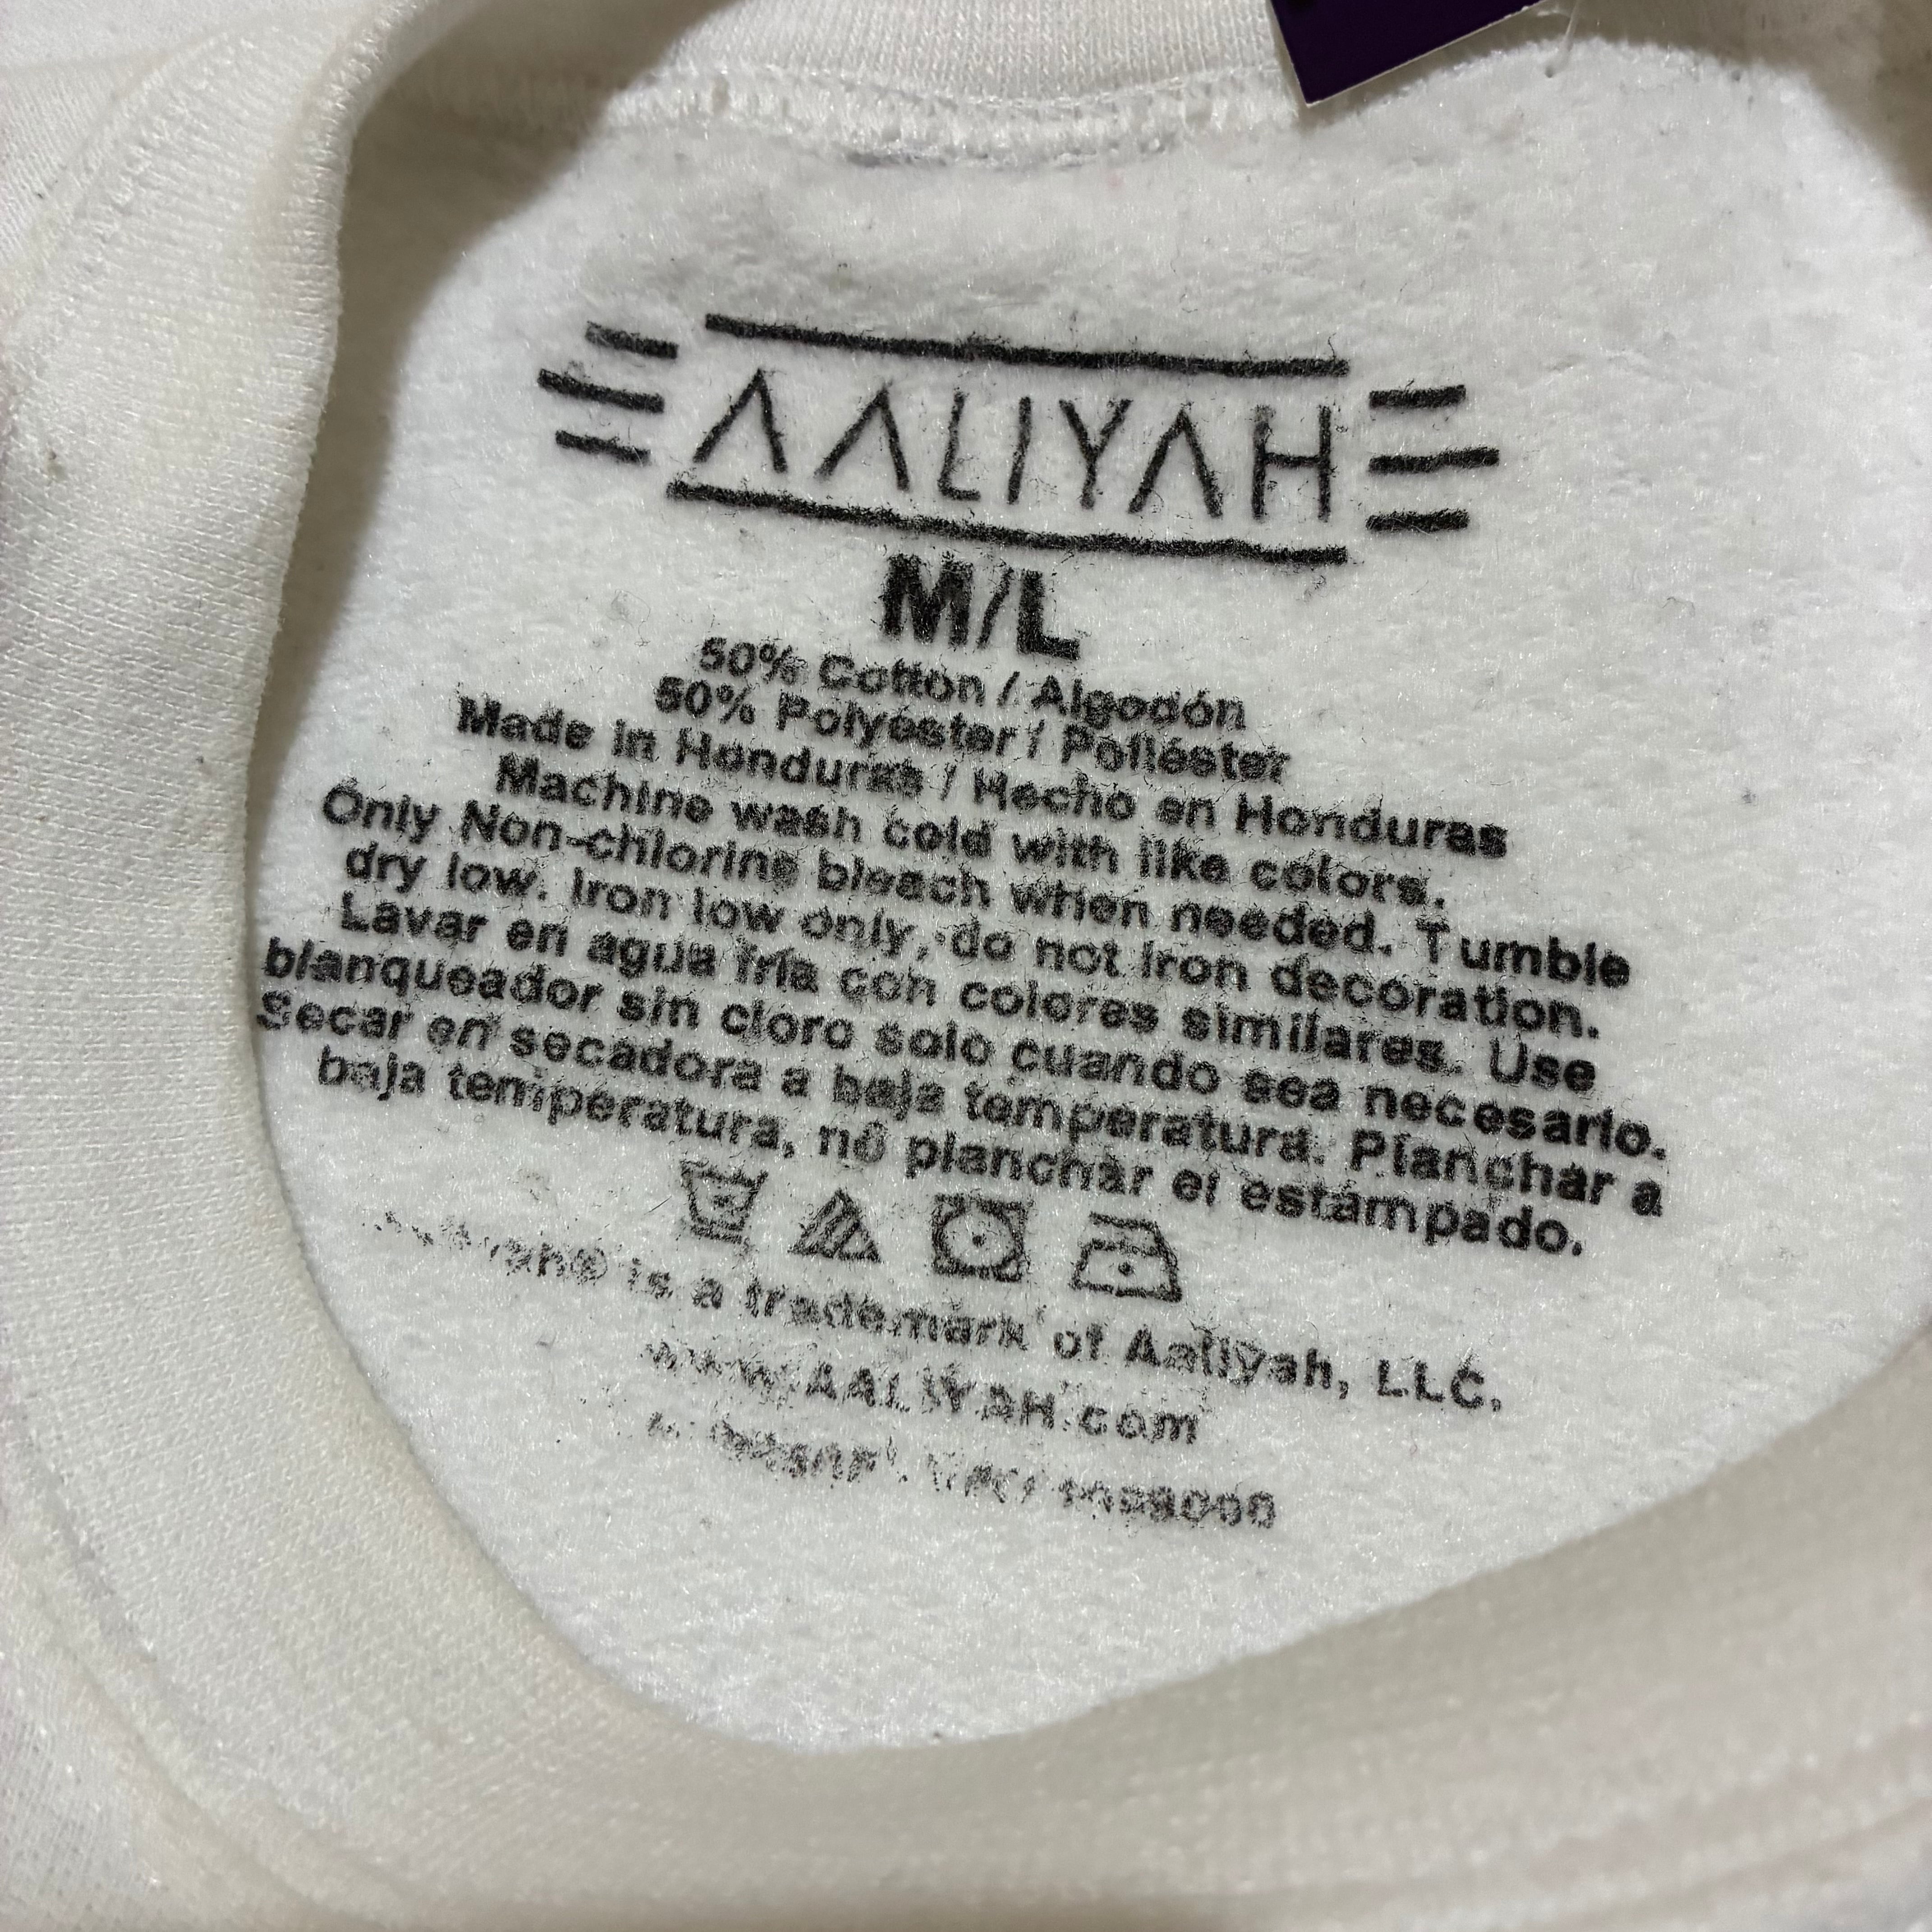 AALIYAH
M/L
50% Cotton / Algodón
50% Polyester / Poliéster
Made in Honduras / Hecho en Honduras
Machine wash cold with like colors.
Only Non-chlorine bleach when needed. Tumble
dry low. Iron low only, do not iron decoration.
Lavar en agua fría con colores similares. Use
blanqueador sin cloro solo cuando sea necesario.
Secar en secadora a baja temperatura. Planchar a
baja temperatura, no planchar el estampado.
is a trademark of Aaliyah, LLC.
www.AALIYAH.com